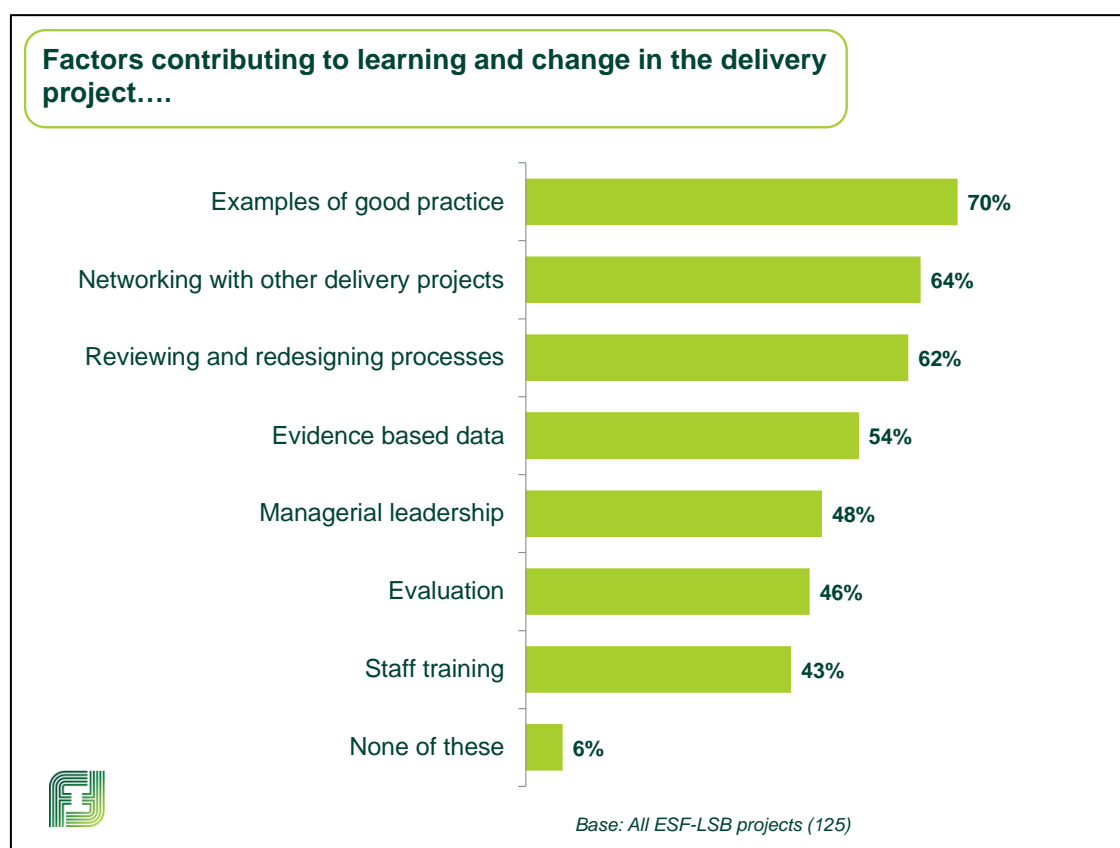 Factors contributing to learning and change in the delivery
project….
Examples of good practice 70%
Networking with other delivery projects 64%
Reviewing and redesigning processes 62%
Evidence based data 54%
Managerial leadership 48%
Evaluation 46%
Staff training 43%
None of these 6%
Base: All ESF-LSB projects (125)